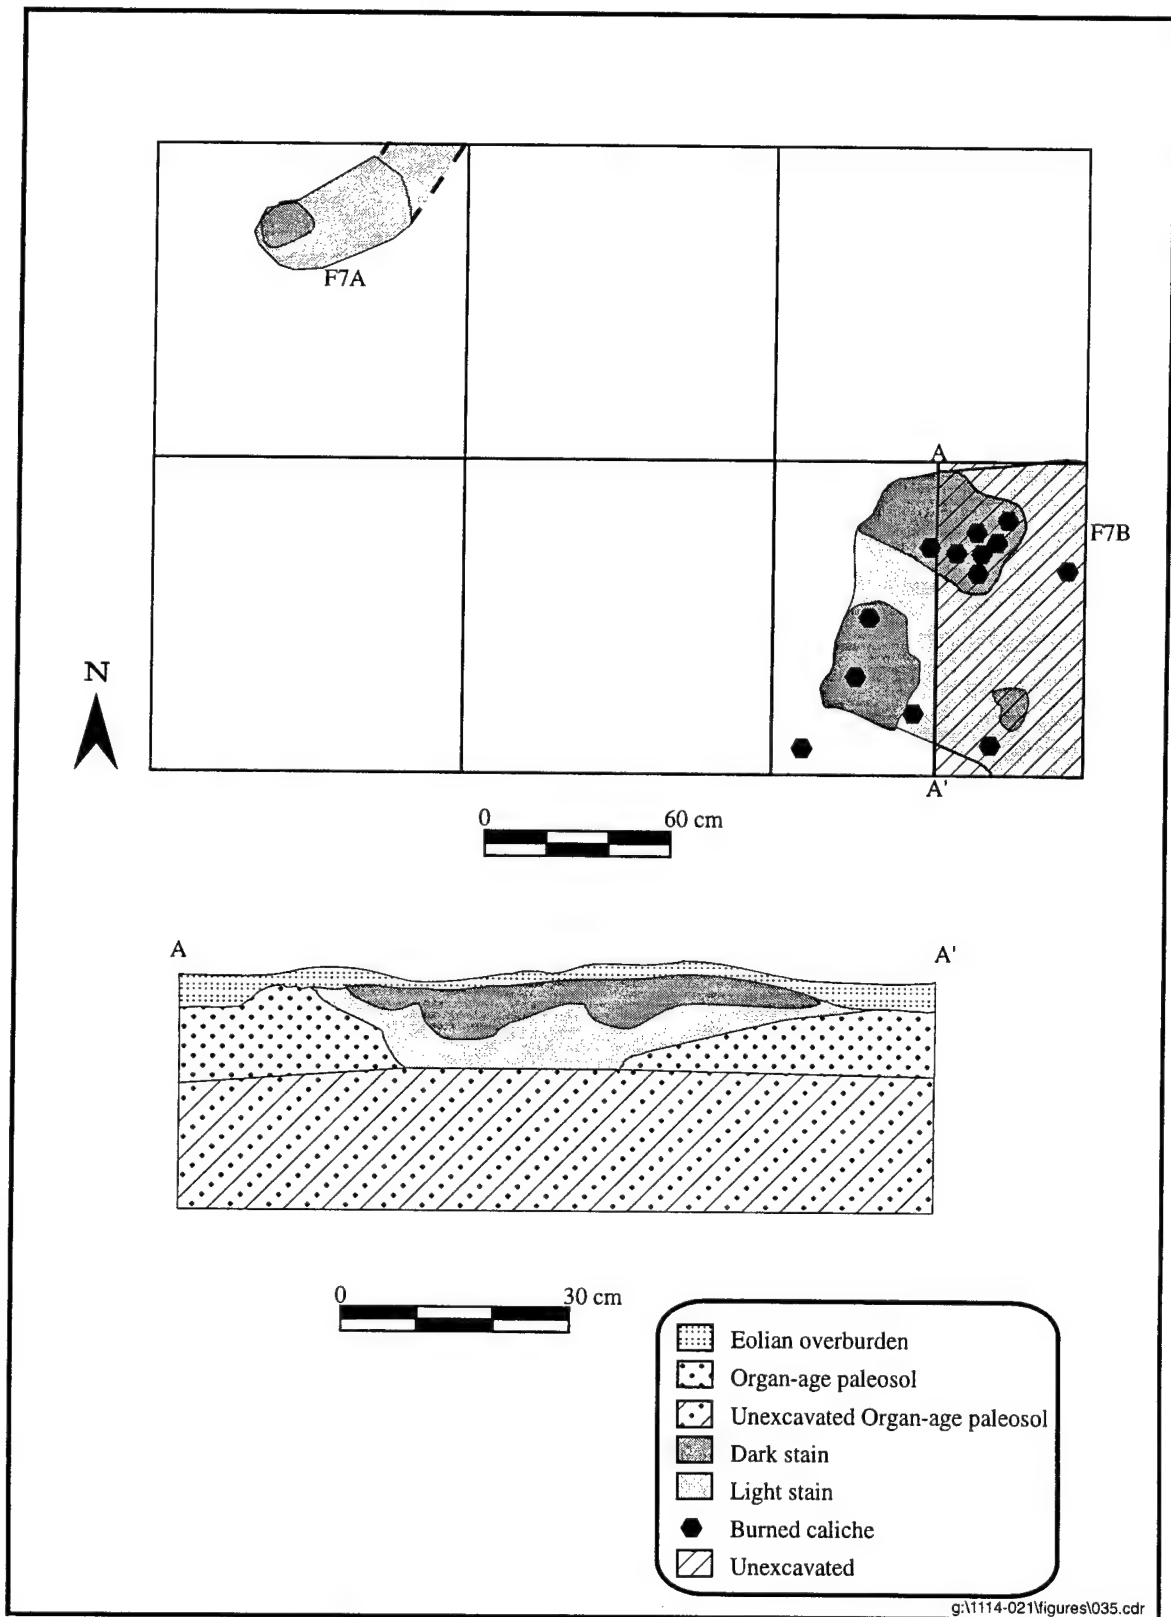 F7A
A
F7B
N
A'
0 60 cm
A A'
0 30 cm
Eolian overburden
Organ-age paleosol
Unexcavated Organ-age paleosol
Dark stain
Light stain
Burned caliche
Unexcavated
g:\1114-021\figures\035.cdr